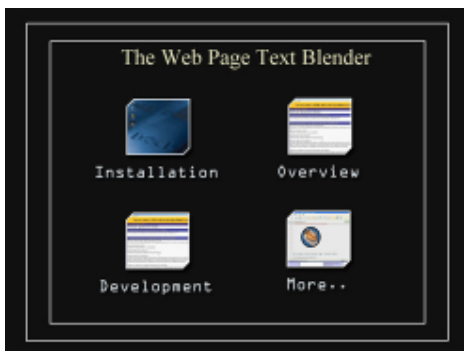 The Web Page Text Blender
Installation
Overview
Development
More..